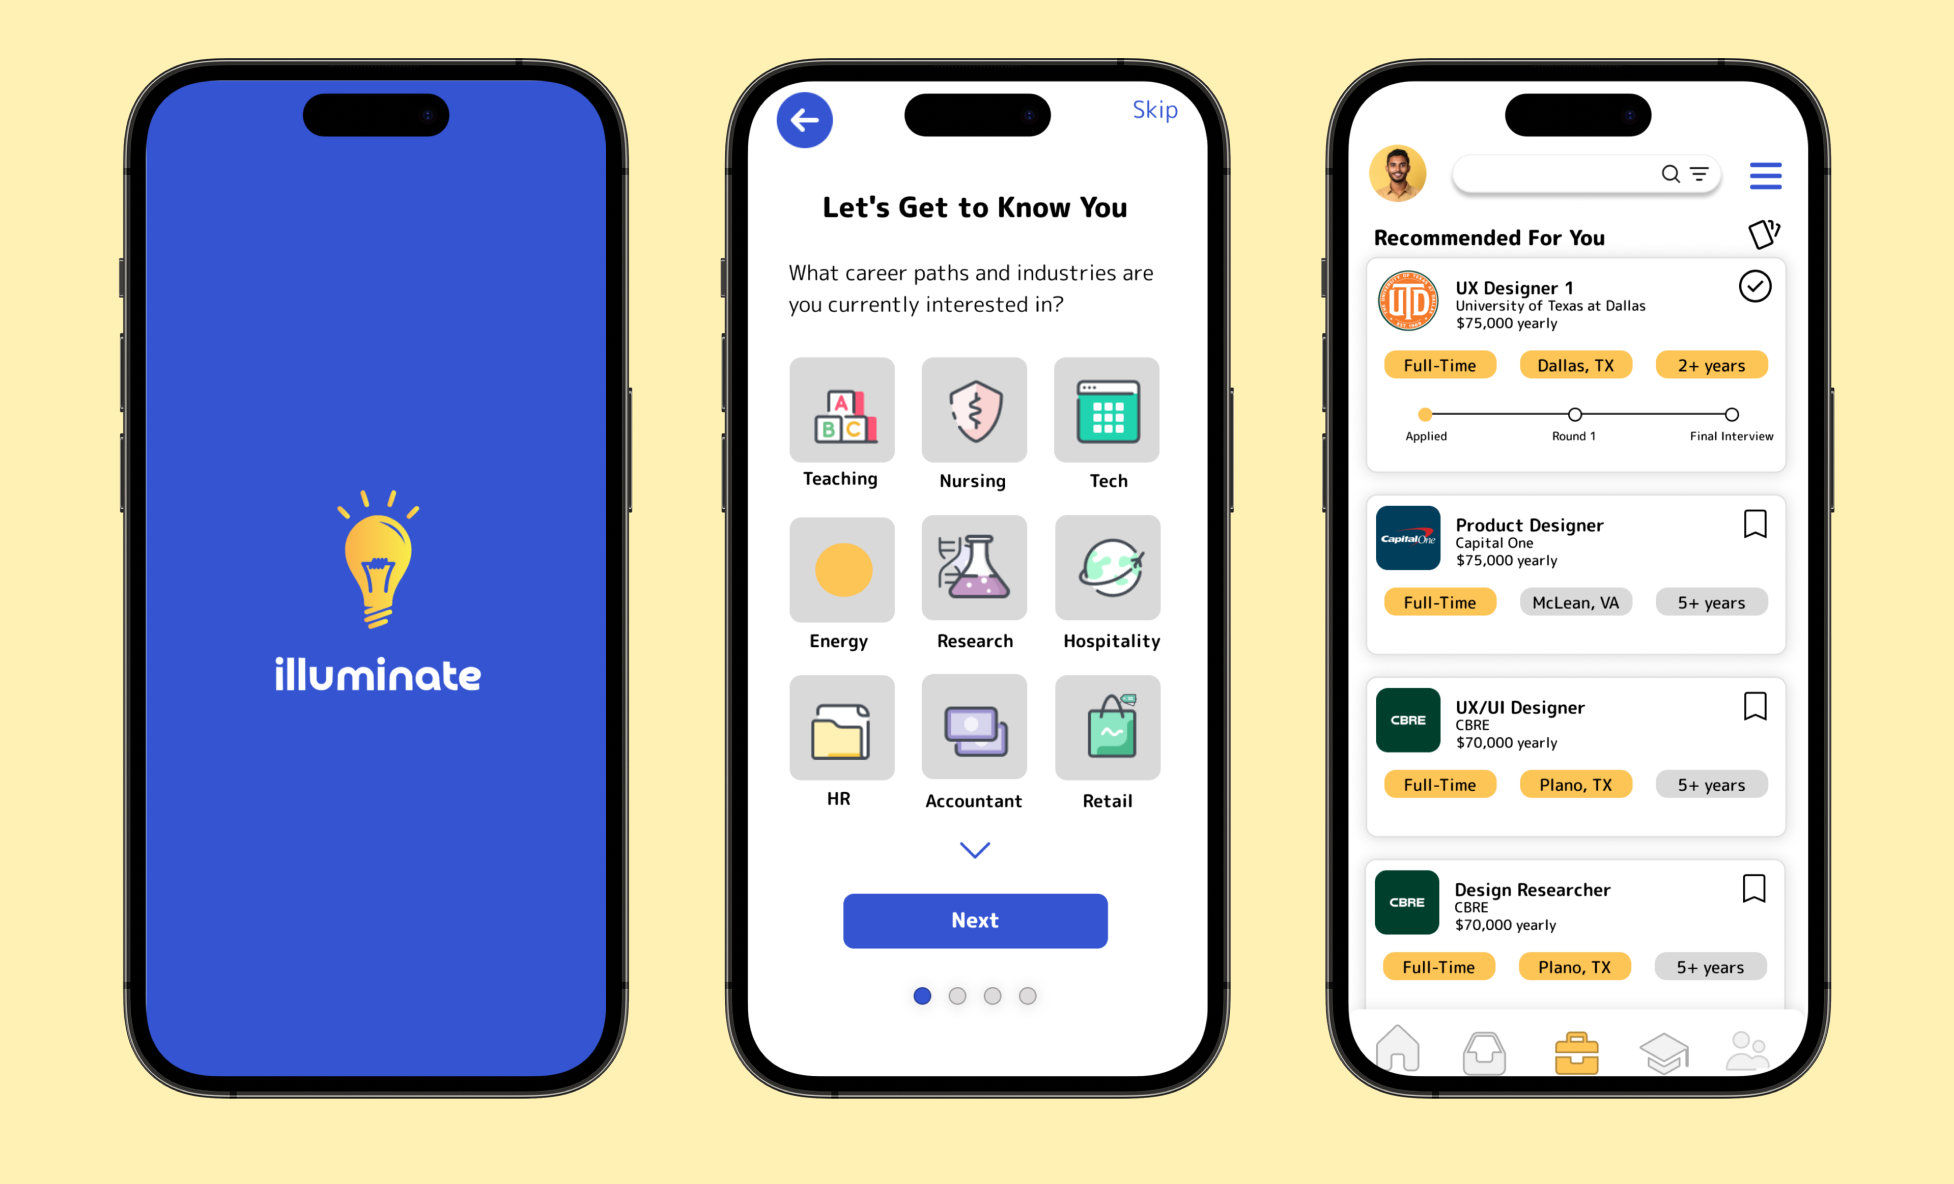 illuminate
Skip
Let's Get to Know You
What career paths and industries are
you currently interested in?
A
B C
Teaching
Nursing
Tech
Energy
Research
Hospitality
HR
Accountant
Retail
Next
Recommended For You
UTD
UX Designer 1
University of Texas at Dallas
$75,000 yearly
Full-Time
Dallas, TX
2+ years
Applied
Round 1
Final Interview
CapitalOne
Product Designer
Capital One
$75,000 yearly
Full-Time
McLean, VA
5+ years
CBRE
UX/UI Designer
CBRE
$70,000 yearly
Full-Time
Plano, TX
5+ years
CBRE
Design Researcher
CBRE
$70,000 yearly
Full-Time
Plano, TX
5+ years